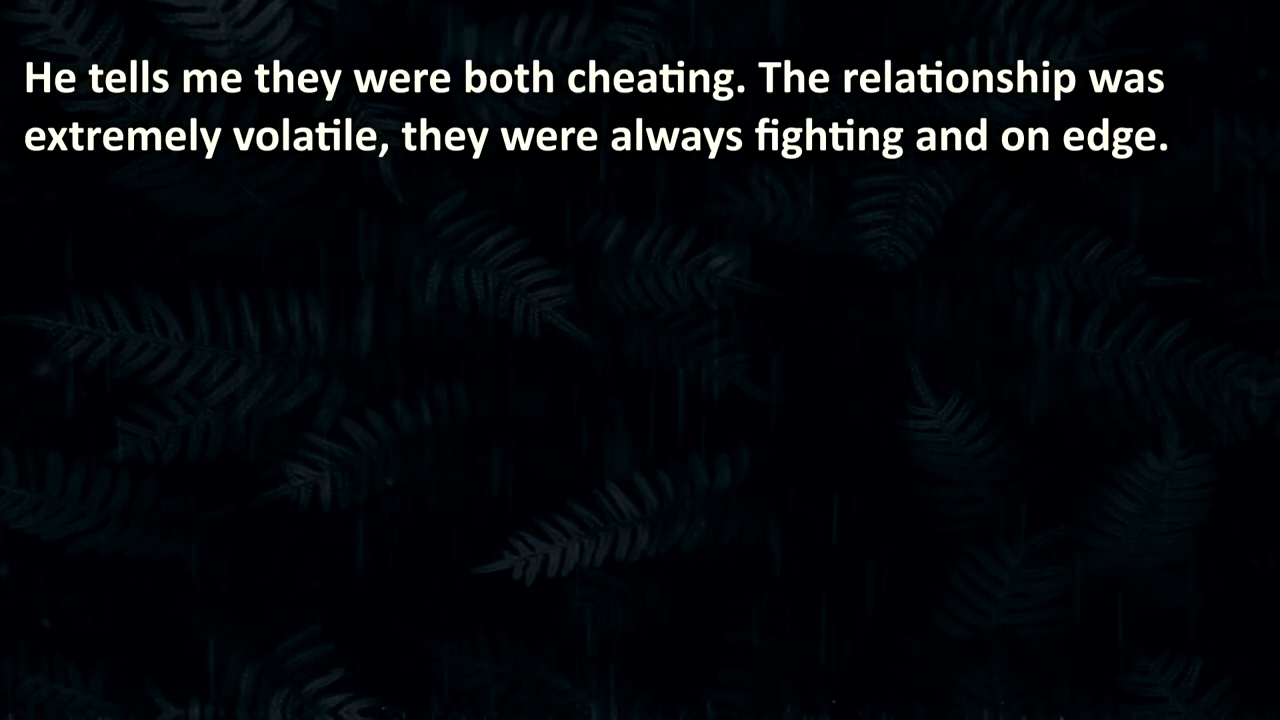 He tells me they were both cheating. The relationship was
extremely volatile, they were always fighting and on edge.